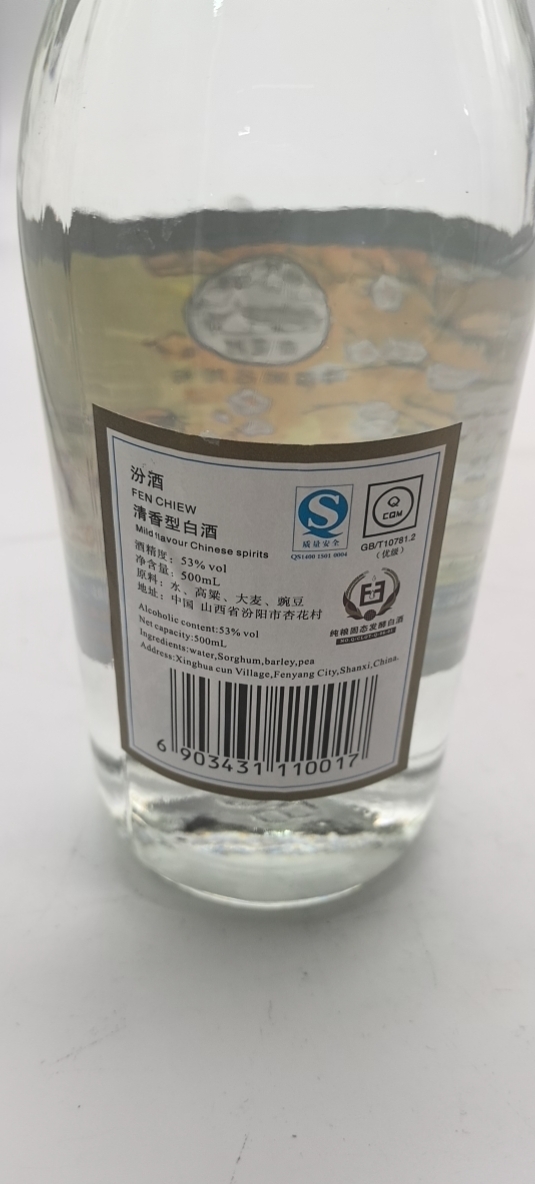 汾酒
FEN CHIEW
清香型白酒
Mild flavour Chinese spirits
酒精度：53% vol
净含量：500mL
原料：水、高粱、大麦、豌豆
地址：中国 山西省汾阳市杏花村
Alcoholic content:53% vol
Net capacity:500mL
Ingredients:water,Sorghum,barley,pea
Address:Xinghua cun Village,Fenyang City,Shanxi,China.
S
质量安全
QS1400 1501 0004
Q
CQM
GB/T10781.2
（优级）
纯粮固态发酵白酒
6 903431 110017